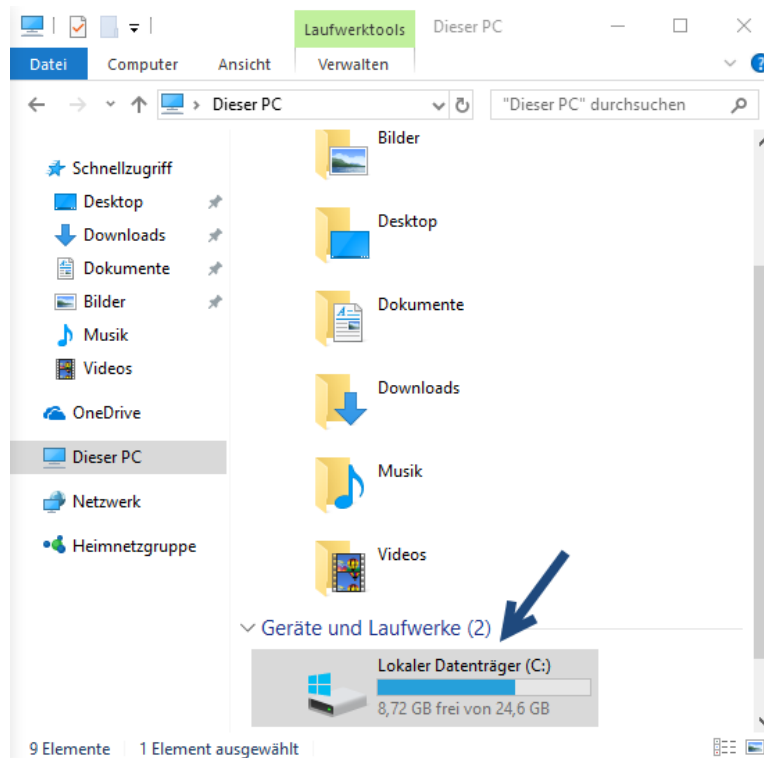 Laufwerktools Dieser PC
Datei Computer Ansicht Verwalten
Dieser PC "Dieser PC" durchsuchen
Schnellzugriff
Desktop
Downloads
Dokumente
Bilder
Musik
Videos
OneDrive
Dieser PC
Netzwerk
Heimnetzgruppe
Bilder
Desktop
Dokumente
Downloads
Musik
Videos
Geräte und Laufwerke (2)
Lokaler Datenträger (C:)
8,72 GB frei von 24,6 GB
9 Elemente 1 Element ausgewählt